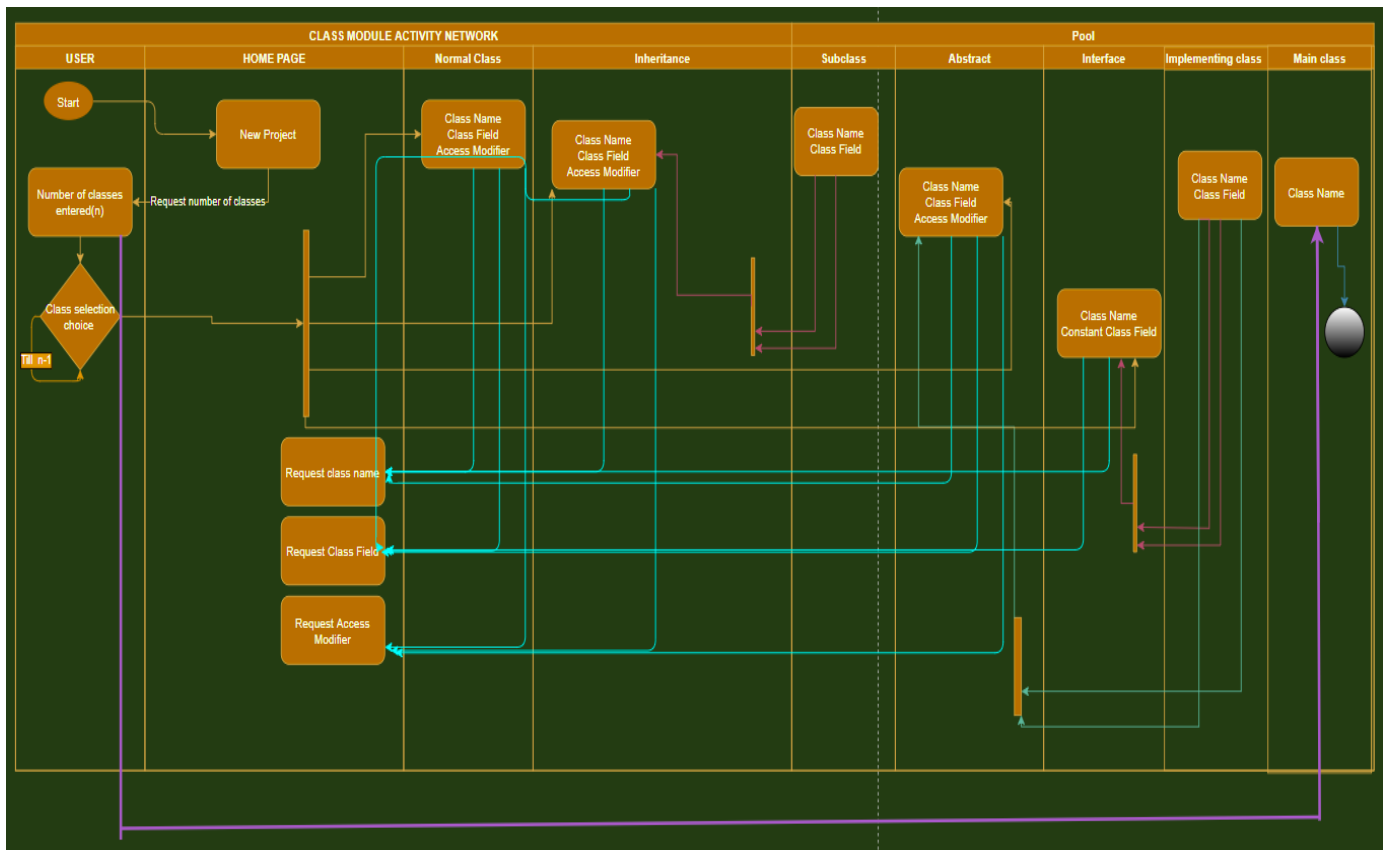 CLASS MODULE ACTIVITY NETWORK
Pool
USER
HOME PAGE
Normal Class
Inheritance
Subclass
Abstract
Interface
Implementing class
Main class
Start
New Project
Class Name
Class Field
Access Modifier
Class Name
Class Field
Access Modifier
Class Name
Class Field
Class Name
Class Field
Access Modifier
Class Name
Class Field
Class Name
Number of classes
entered(n)
Request number of classes
Class selection
choice
Till n-1
Class Name
Constant Class Field
Request class name
Request Class Field
Request Access
Modifier